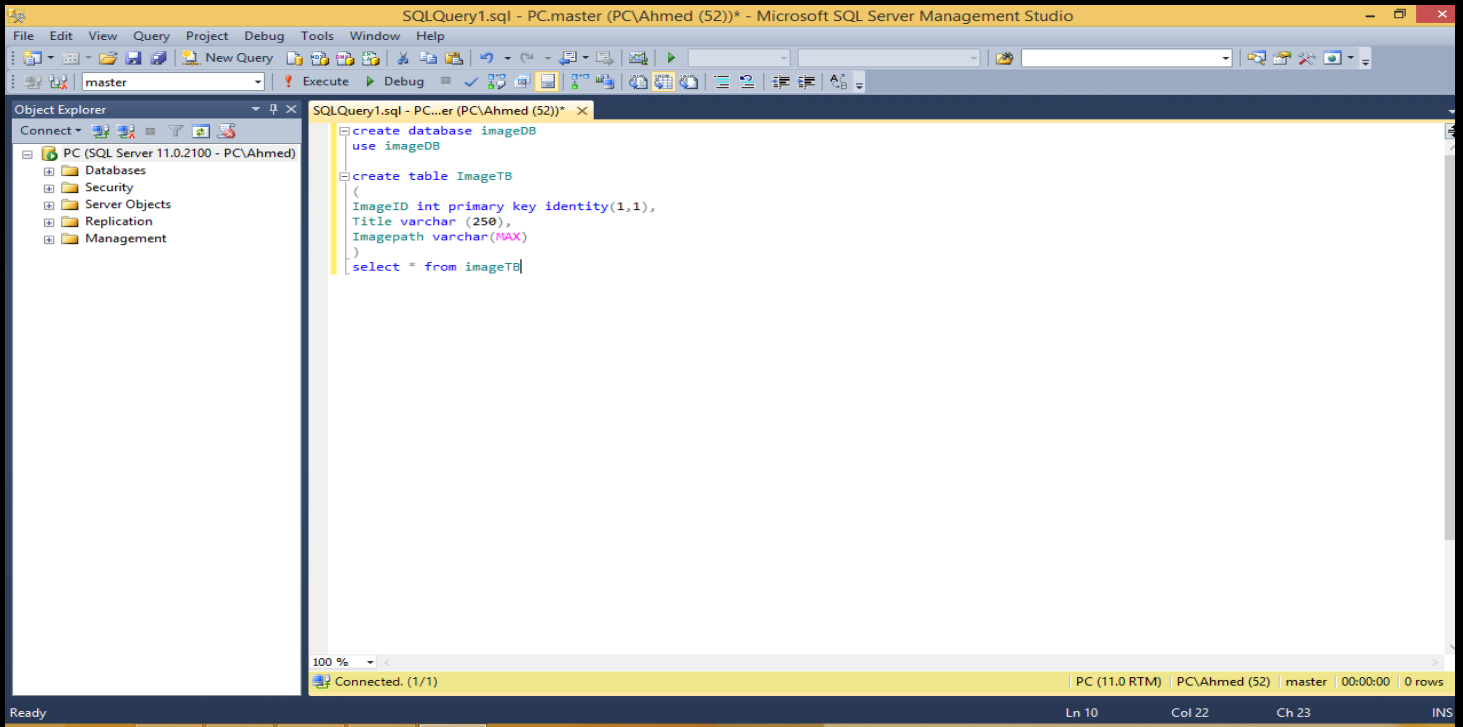 SQLQuery1.sql - PC.master (PC\Ahmed (52))* - Microsoft SQL Server Management Studio
File Edit View Query Project Debug Tools Window Help
New Query
master Execute Debug
Object Explorer
Connect
PC (SQL Server 11.0.2100 - PC\Ahmed)
Databases
Security
Server Objects
Replication
Management
SQLQuery1.sql - PC...er (PC\Ahmed (52))*
create database imageDB
use imageDB
create table ImageTB
(
ImageID int primary key identity(1,1),
Title varchar (250),
Imagepath varchar(MAX)
)
select * from imageTB
100 %
Connected. (1/1) PC (11.0 RTM) PC\Ahmed (52) master 00:00:00 0 rows
Ready Ln 10 Col 22 Ch 23 INS